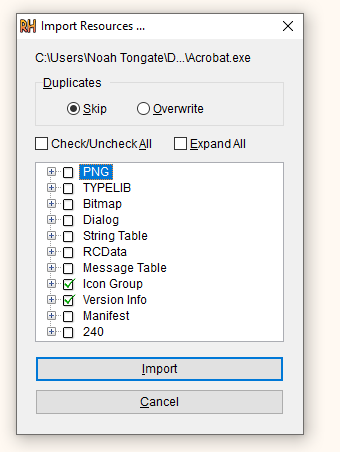 RH Import Resources ...
C:\Users\Noah Tongate\D...\Acrobat.exe
Duplicates
Skip Overwrite
Check/Uncheck All Expand All
PNG
TYPELIB
Bitmap
Dialog
String Table
RCData
Message Table
Icon Group
Version Info
Manifest
240
Import
Cancel